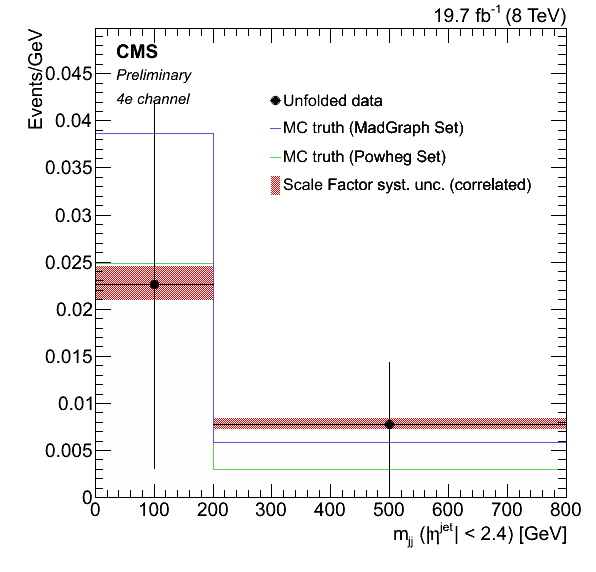 19.7 fb⁻¹ (8 TeV)
Events/GeV
CMS
Preliminary
4e channel
Unfolded data
MC truth (MadGraph Set)
MC truth (Powheg Set)
Scale Factor syst. unc. (correlated)
0.045
0.04
0.035
0.03
0.025
0.02
0.015
0.01
0.005
0
0 100 200 300 400 500 600 700 800
m_jj (|η^jet| < 2.4) [GeV]